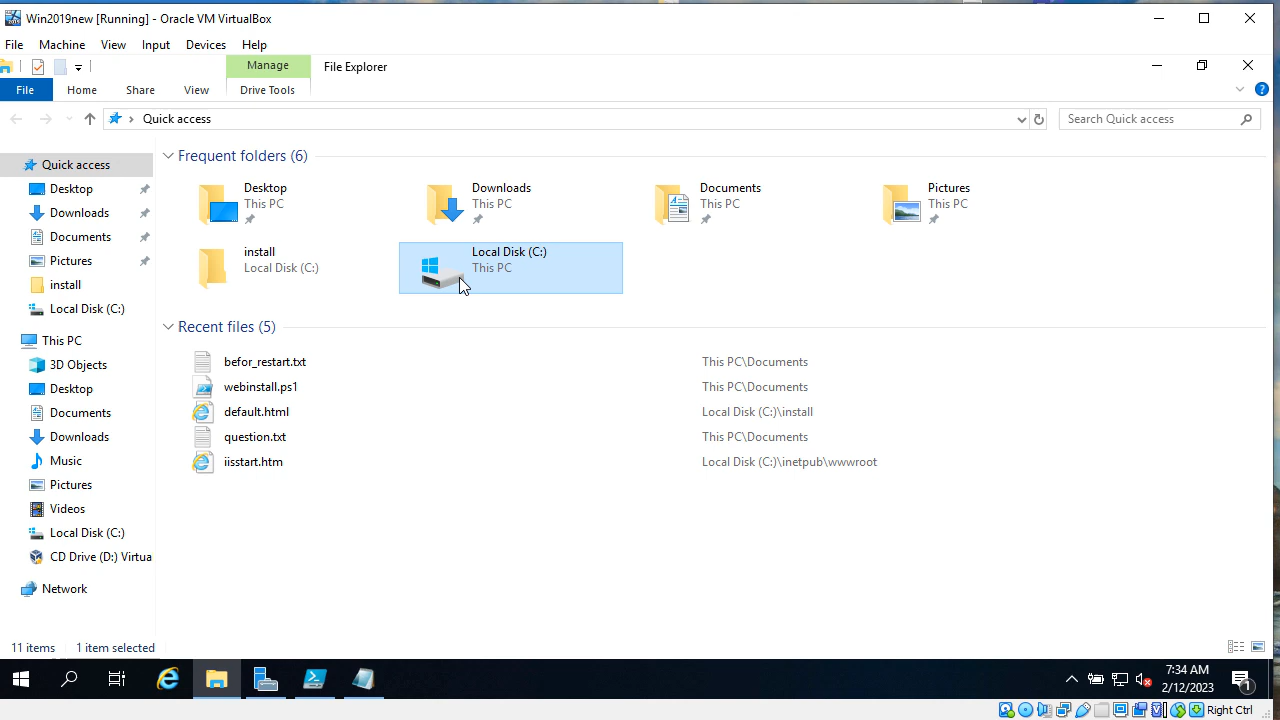 Win2019new [Running] - Oracle VM VirtualBox
File Machine View Input Devices Help
Manage File Explorer
File Home Share View Drive Tools
Quick access
Search Quick access
Quick access
Desktop
Downloads
Documents
Pictures
install
Local Disk (C:)
This PC
3D Objects
Desktop
Documents
Downloads
Music
Pictures
Videos
Local Disk (C:)
CD Drive (D:) Virtua
Network
Frequent folders (6)
Desktop
This PC
Downloads
This PC
Documents
This PC
Pictures
This PC
install
Local Disk (C:)
Local Disk (C:)
This PC
Recent files (5)
befor_restart.txt This PC\Documents
webinstall.ps1 This PC\Documents
default.html Local Disk (C:)\install
question.txt This PC\Documents
iisstart.htm Local Disk (C:)\inetpub\wwwroot
11 items 1 item selected
7:34 AM
2/12/2023
1
Right Ctrl